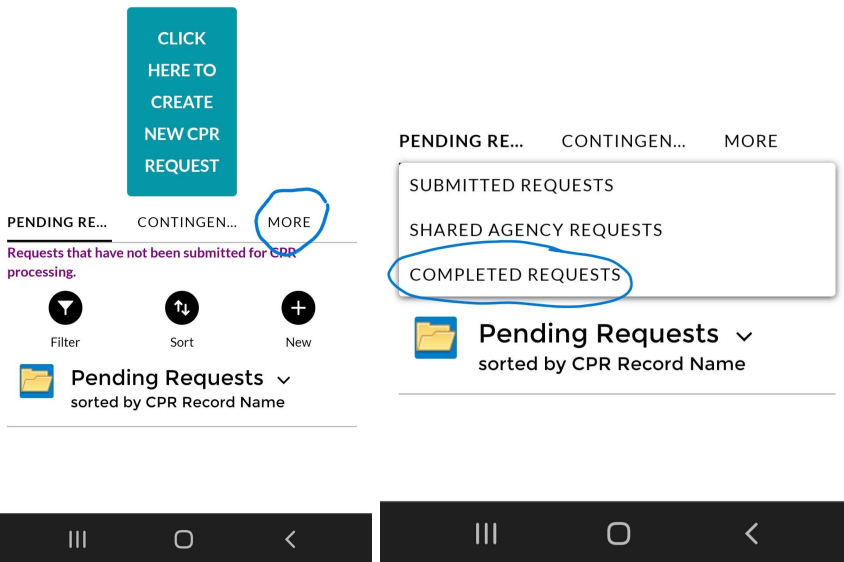 CLICK
HERE TO
CREATE
NEW CPR
REQUEST
PENDING RE... CONTINGEN... MORE
Requests that have not been submitted for CPR
processing.
Filter Sort New
Pending Requests
sorted by CPR Record Name
PENDING RE... CONTINGEN... MORE
SUBMITTED REQUESTS
SHARED AGENCY REQUESTS
COMPLETED REQUESTS
Pending Requests
sorted by CPR Record Name